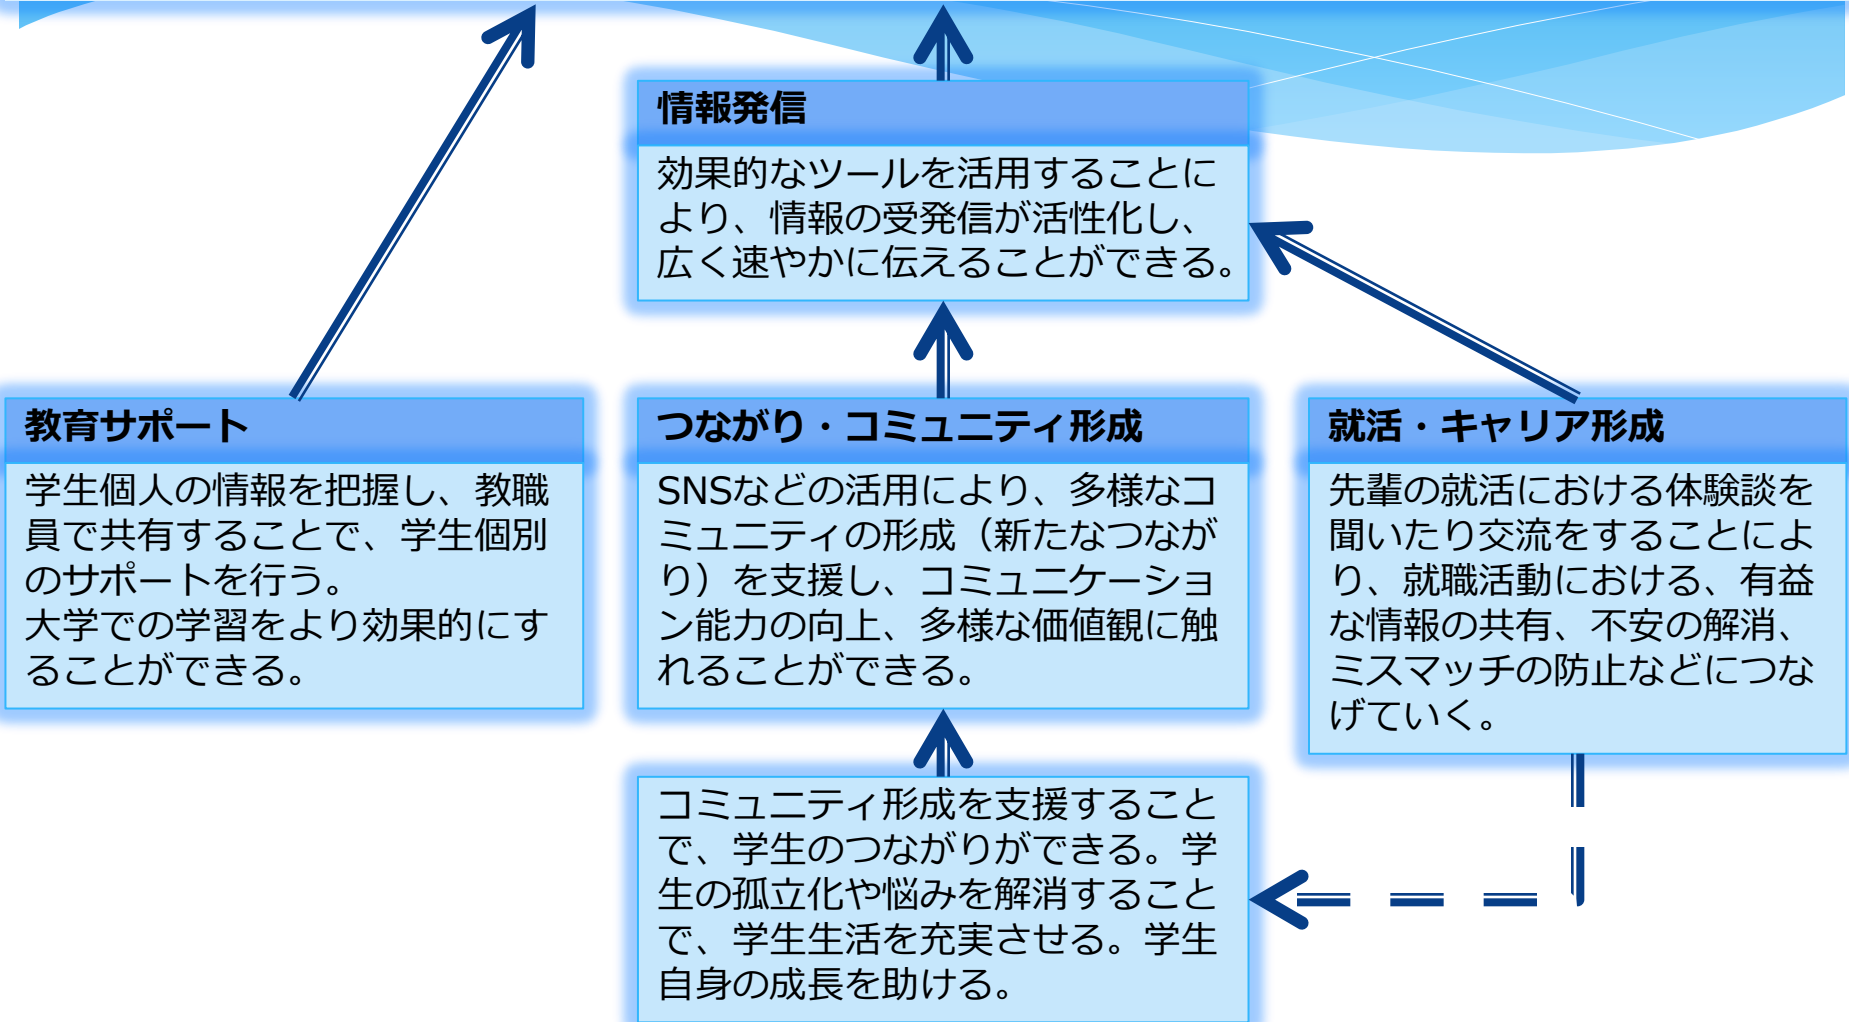 情報発信
効果的なツールを活用することに
より、情報の受発信が活性化し、
広く速やかに伝えることができる。
教育サポート
学生個人の情報を把握し、教職
員で共有することで、学生個別
のサポートを行う。
大学での学習をより効果的にす
ることができる。
つながり・コミュニティ形成
SNSなどの活用により、多様なコ
ミュニティの形成（新たなつなが
り）を支援し、コミュニケーショ
ン能力の向上、多様な価値観に触
れることができる。
就活・キャリア形成
先輩の就活における体験談を
聞いたり交流をすることによ
り、就職活動における、有益
な情報の共有、不安の解消、
ミスマッチの防止などにつな
げていく。
コミュニティ形成を支援すること
で、学生のつながりができる。学
生の孤立化や悩みを解消すること
で、学生生活を充実させる。学生
自身の成長を助ける。